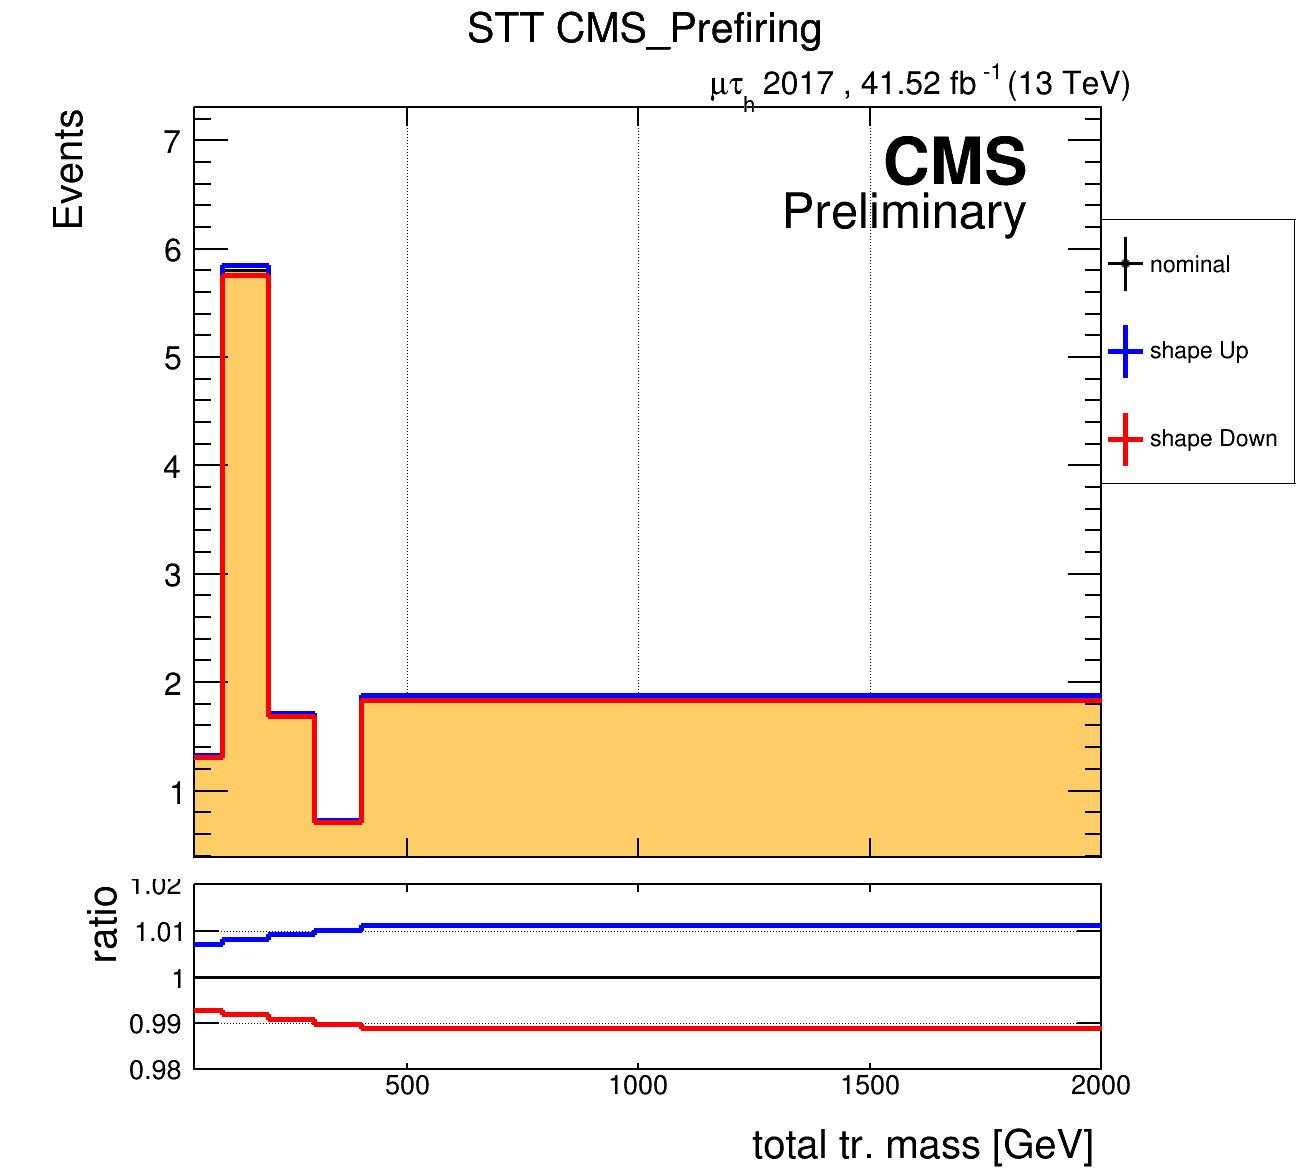 STT CMS_Prefiring
μτh 2017 , 41.52 fb-1 (13 TeV)
Events
7
6
5
4
3
2
1
CMS
Preliminary
nominal
shape Up
shape Down
ratio
1.02
1.01
1
0.99
0.98
500
1000
1500
2000
total tr. mass [GeV]